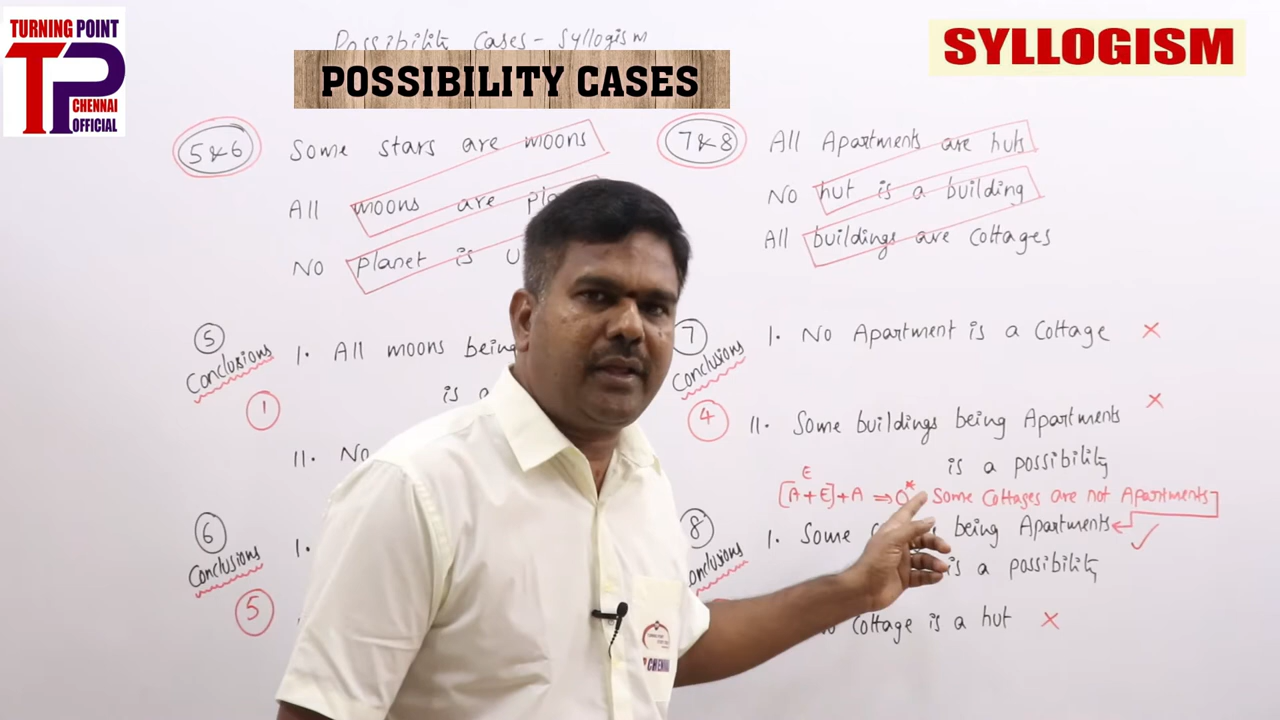 TURNING POINT
TP
CHENNAI
OFFICIAL
Possibility Cases - Syllogism
POSSIBILITY CASES
SYLLOGISM
5 & 6
Some stars are moons
All moons are
No planet is
5
Conclusions
1
I. All moons being
is a
II. No
6
Conclusions
5
I.
7 & 8
All Apartments are huts
No hut is a building
All buildings are Cottages
7
Conclusions
4
I. No Apartment is a Cottage ×
II. Some buildings being Apartments ×
is a possibility
E
[A+E]+A ⇒ O* Some Cottages are not Apartments
8
Conclusions
I. Some being Apartments ✓
is a possibility
Cottage is a hut ×
CHENNAI